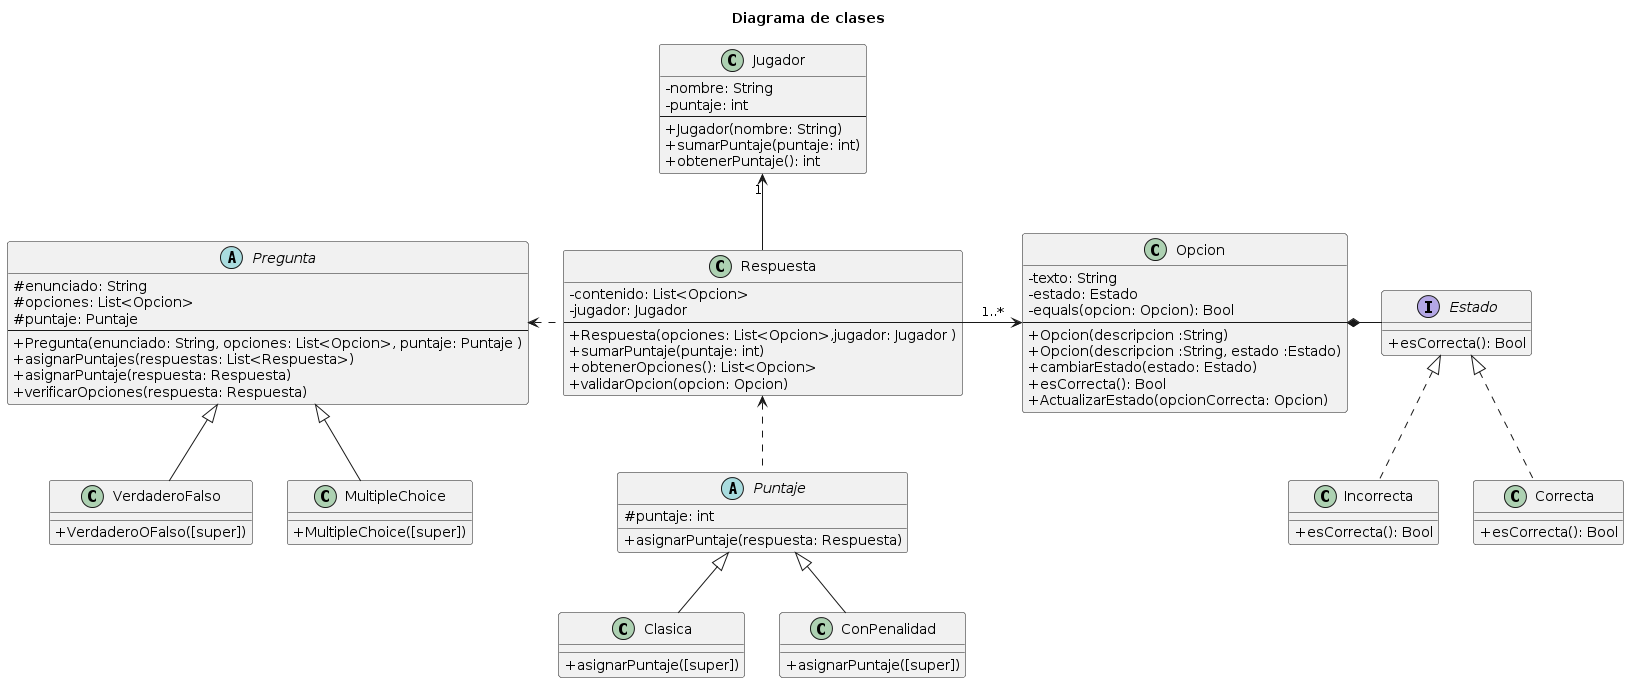 Diagrama de clases
C Jugador
-nombre: String
-puntaje: int
+Jugador(nombre: String)
+sumarPuntaje(puntaje: int)
+obtenerPuntaje(): int
1
A Pregunta
#enunciado: String
#opciones: List<Opcion>
#puntaje: Puntaje
+Pregunta(enunciado: String, opciones: List<Opcion>, puntaje: Puntaje )
+asignarPuntajes(respuestas: List<Respuesta>)
+asignarPuntaje(respuesta: Respuesta)
+verificarOpciones(respuesta: Respuesta)
C Respuesta
-contenido: List<Opcion>
-jugador: Jugador
+Respuesta(opciones: List<Opcion>,jugador: Jugador )
+sumarPuntaje(puntaje: int)
+obtenerOpciones(): List<Opcion>
+validarOpcion(opcion: Opcion)
1..*
C Opcion
-texto: String
-estado: Estado
-equals(opcion: Opcion): Bool
+Opcion(descripcion :String)
+Opcion(descripcion :String, estado :Estado)
+cambiarEstado(estado: Estado)
+esCorrecta(): Bool
+ActualizarEstado(opcionCorrecta: Opcion)
I Estado
+esCorrecta(): Bool
C VerdaderoFalso
+VerdaderoOFalso([super])
C MultipleChoice
+MultipleChoice([super])
A Puntaje
#puntaje: int
+asignarPuntaje(respuesta: Respuesta)
C Incorrecta
+esCorrecta(): Bool
C Correcta
+esCorrecta(): Bool
C Clasica
+asignarPuntaje([super])
C ConPenalidad
+asignarPuntaje([super])